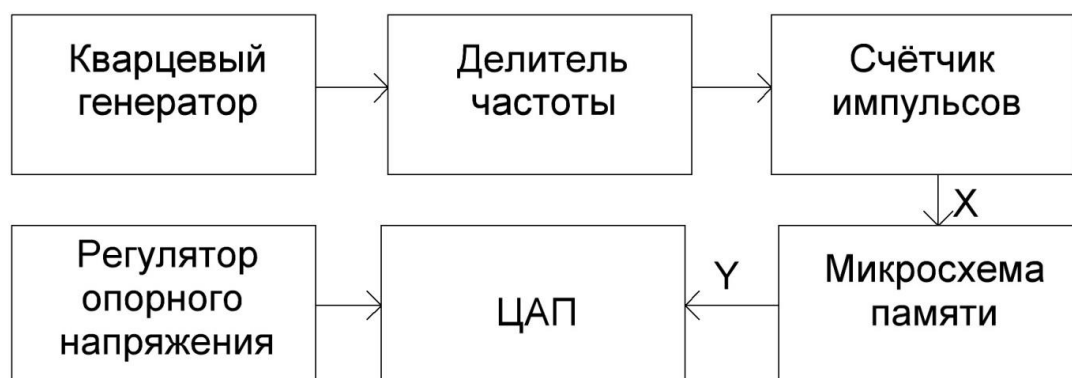 Кварцевый
генератор
Делитель
частоты
Счётчик
импульсов
X
Регулятор
опорного
напряжения
ЦАП
Y
Микросхема
памяти